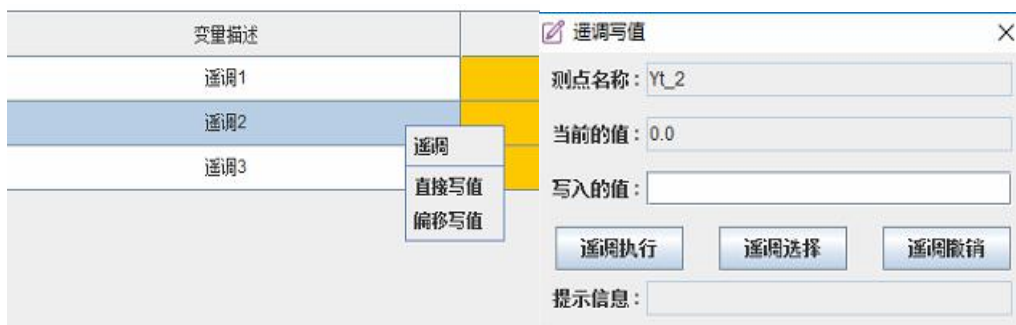 变量描述
遥调1
遥调2
遥调3
遥调
直接写值
偏移写值
遥调写值
测点名称：Yt_2
当前的值：0.0
写入的值：
遥调执行 遥调选择 遥调撤销
提示信息：